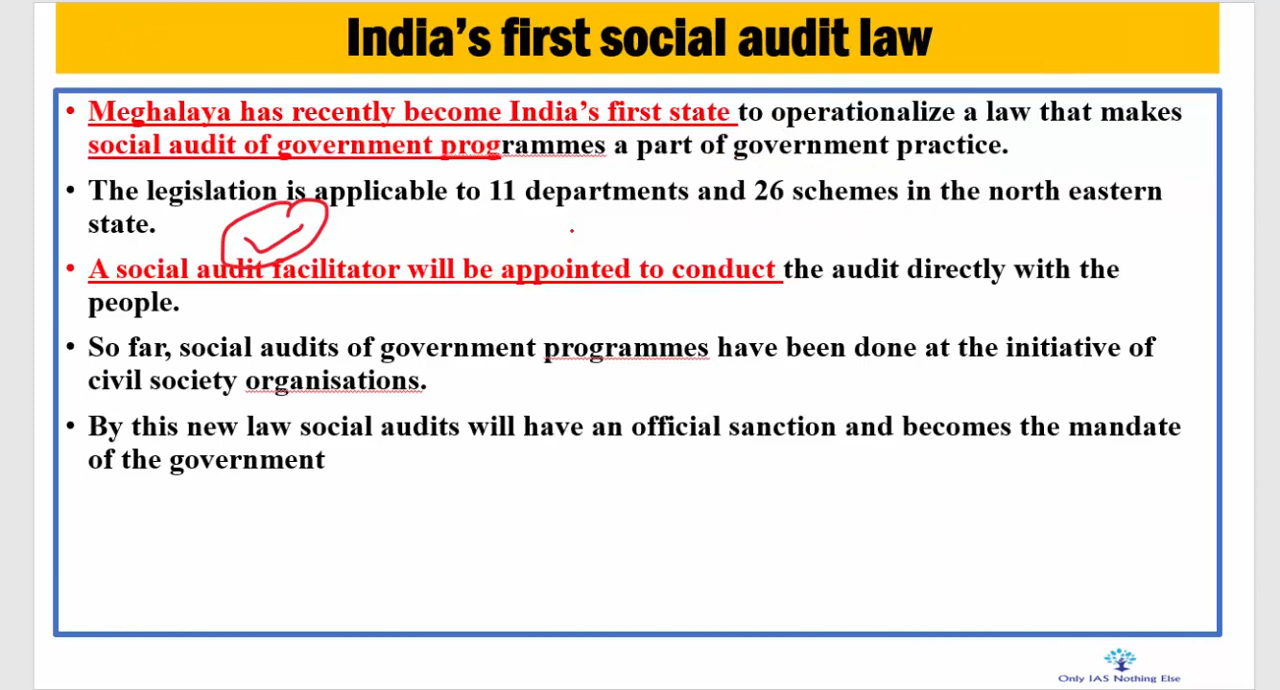 India's first social audit law
• Meghalaya has recently become India's first state to operationalize a law that makes
social audit of government programmes a part of government practice.
• The legislation is applicable to 11 departments and 26 schemes in the north eastern
state.
• A social audit facilitator will be appointed to conduct the audit directly with the
people.
• So far, social audits of government programmes have been done at the initiative of
civil society organisations.
• By this new law social audits will have an official sanction and becomes the mandate
of the government
Only IAS Nothing Else